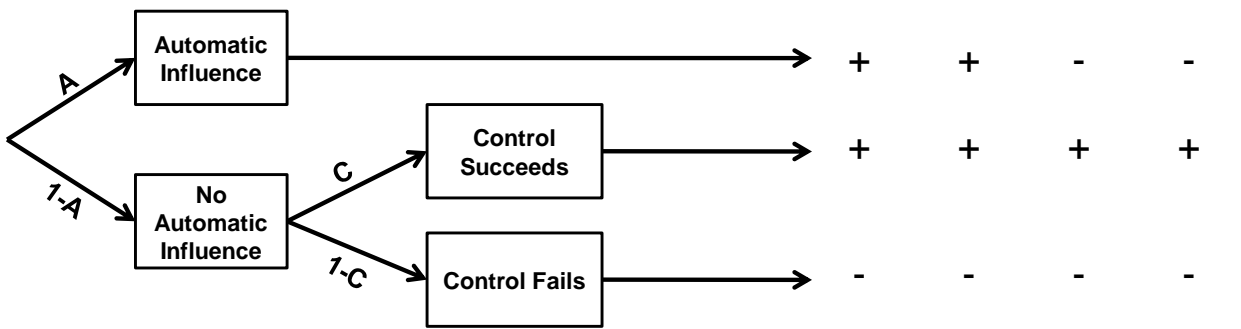 Automatic
Influence
+ + - -
A
Control
Succeeds
+ + + +
C
1-A
No
Automatic
Influence
1-C
Control Fails
- - - -